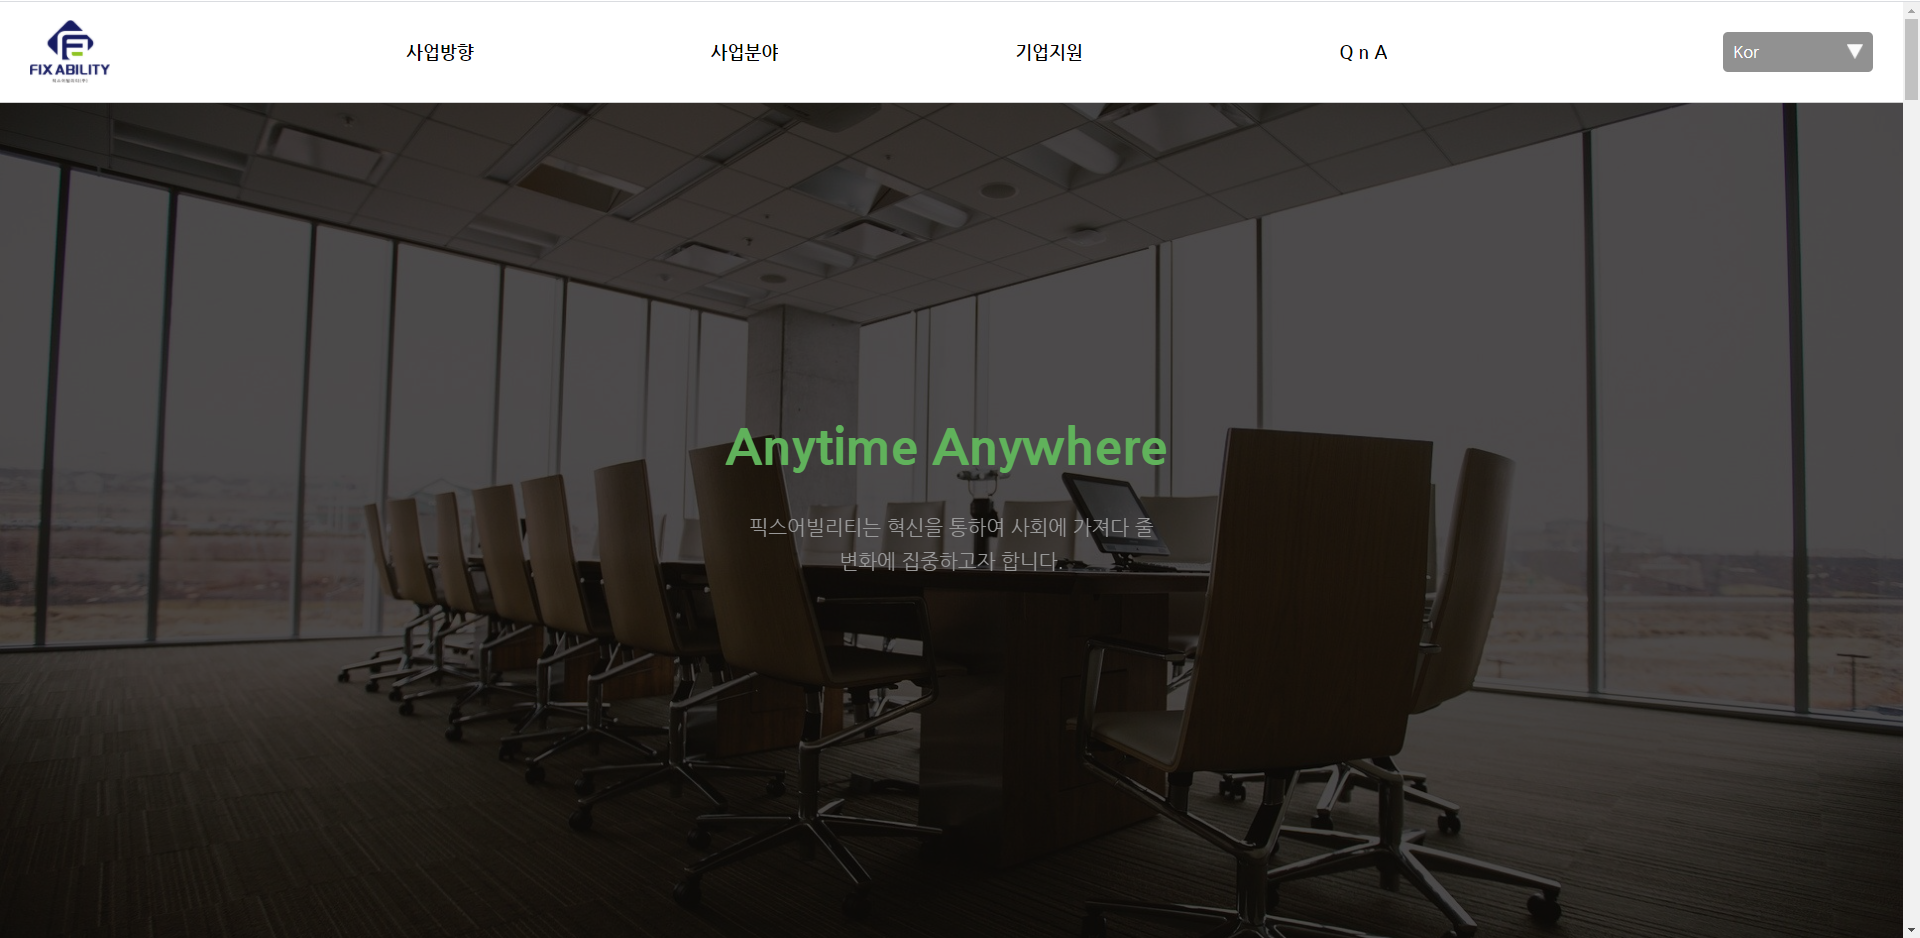 FIX ABILITY
사업방향
사업분야
기업지원
Q n A
Kor
Anytime Anywhere
픽스어빌리티는 혁신을 통하여 사회에 가져다 줄
변화에 집중하고자 합니다.